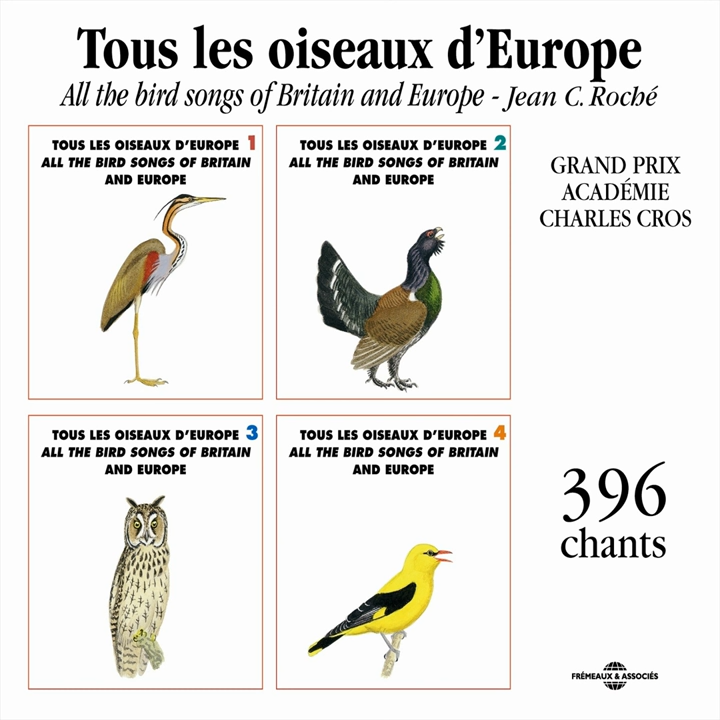 Tous les oiseaux d'Europe
All the bird songs of Britain and Europe - Jean C. Roché
TOUS LES OISEAUX D'EUROPE 1
ALL THE BIRD SONGS OF BRITAIN
AND EUROPE
TOUS LES OISEAUX D'EUROPE 2
ALL THE BIRD SONGS OF BRITAIN
AND EUROPE
GRAND PRIX
ACADÉMIE
CHARLES CROS
TOUS LES OISEAUX D'EUROPE 3
ALL THE BIRD SONGS OF BRITAIN
AND EUROPE
TOUS LES OISEAUX D'EUROPE 4
ALL THE BIRD SONGS OF BRITAIN
AND EUROPE
396
chants
FRÉMEAUX & ASSOCIÉS